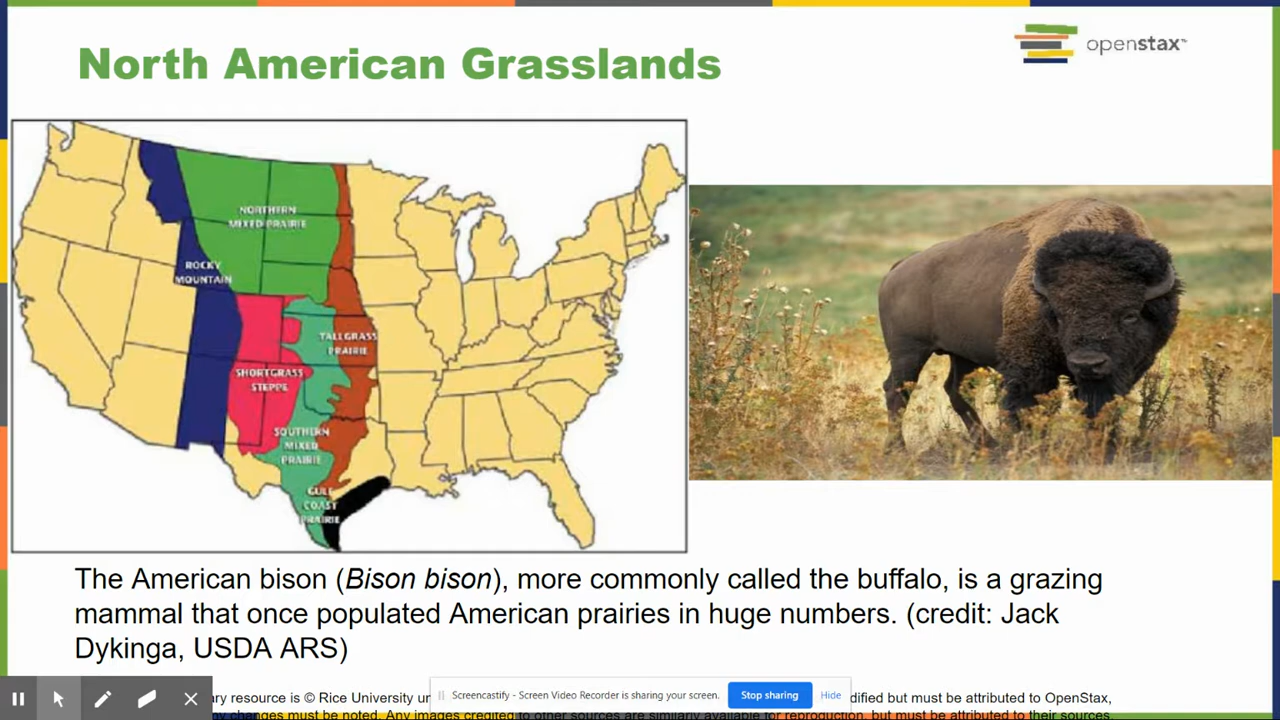 North American Grasslands
openstax™
NORTHERN
MIXED PRAIRIE
ROCKY
MOUNTAIN
TALLGRASS
PRAIRIE
SHORTGRASS
STEPPE
SOUTHERN
MIXED
PRAIRIE
GULF
COAST
PRAIRIE
The American bison (Bison bison), more commonly called the buffalo, is a grazing
mammal that once populated American prairies in huge numbers. (credit: Jack
Dykinga, USDA ARS)
Screencastify - Screen Video Recorder is sharing your screen.
Stop sharing
Hide
resource is © Rice University
but must be attributed to OpenStax,
changes must be noted. Any images credited to other sources are similarly available for reproduction, but must be attributed to their sources.